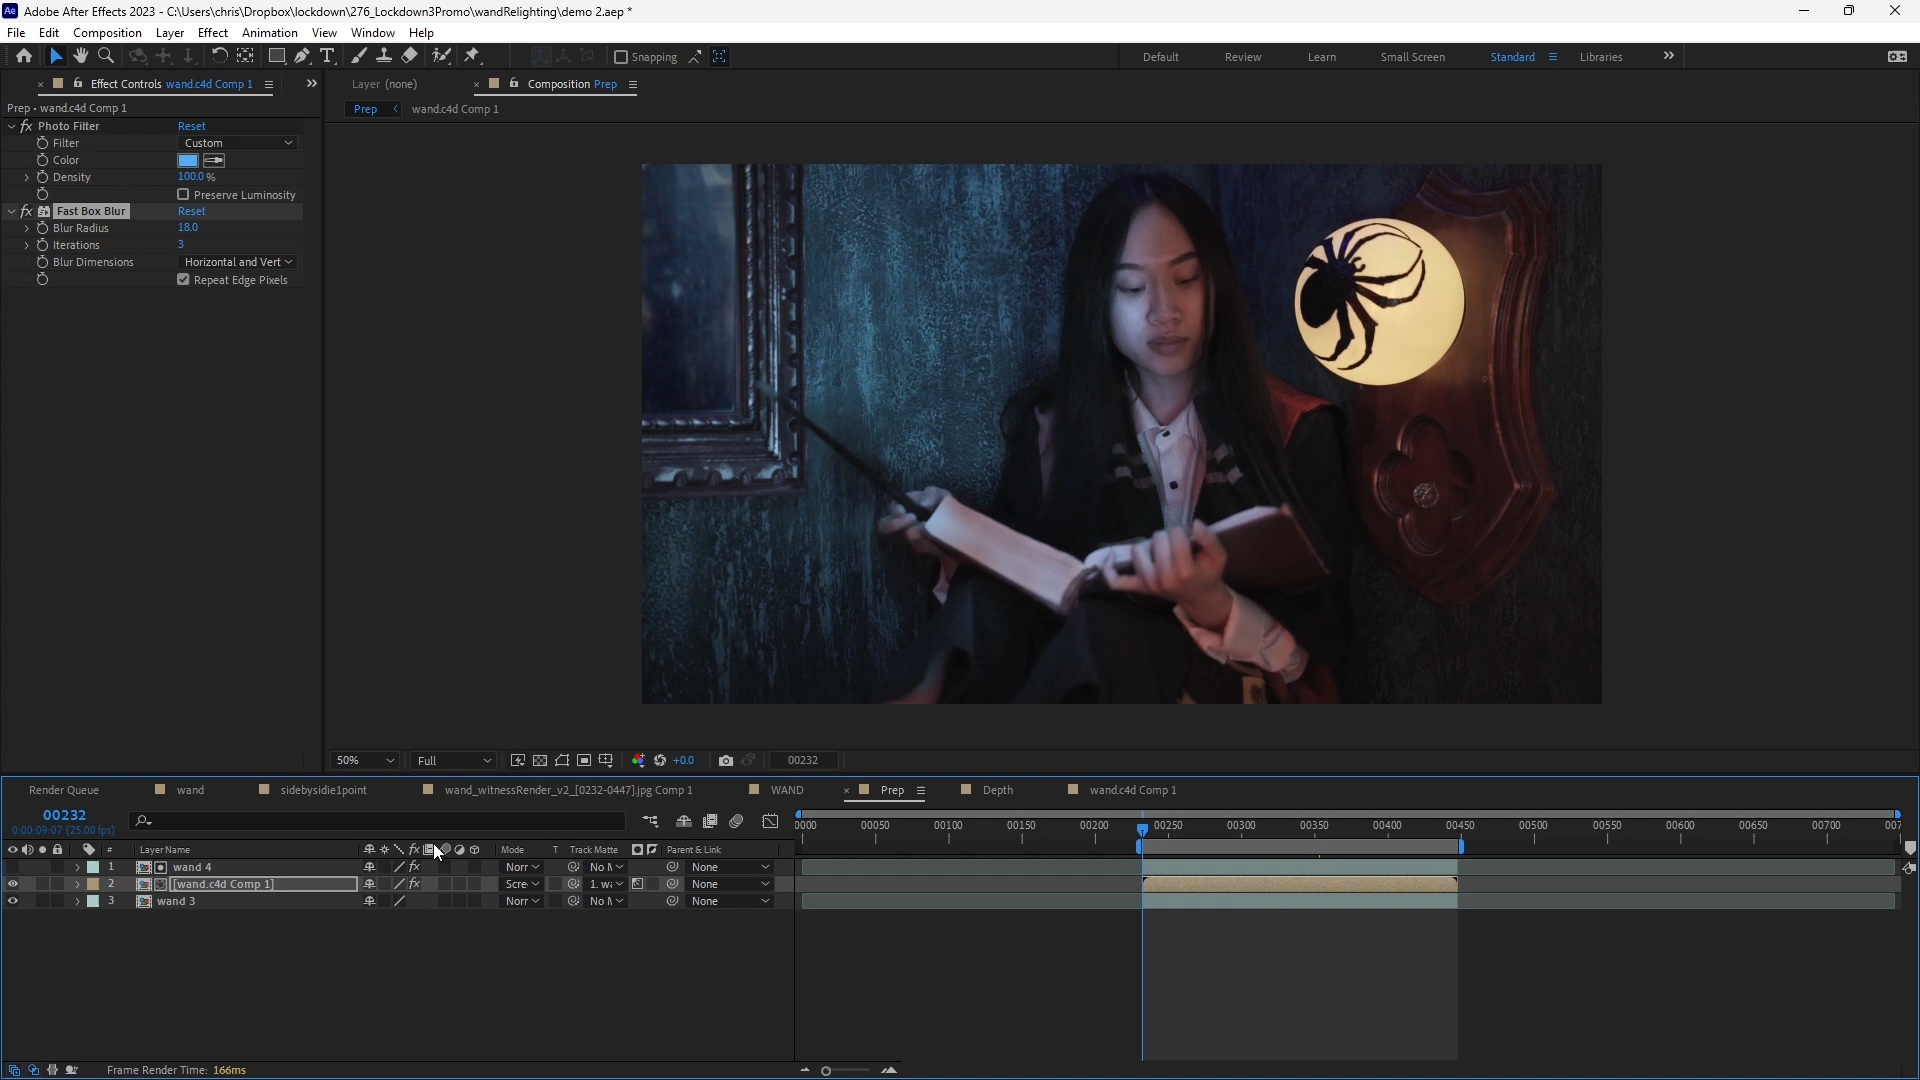 Adobe After Effects 2023 - C:\Users\chris\Dropbox\lockdown\276_Lockdown3Promo\wandRelighting\demo 2.aep *
File Edit Composition Layer Effect Animation View Window Help
Snapping Default Review Learn Small Screen Standard Libraries
Effect Controls wand.c4d Comp 1
Layer (none) Composition Prep
Prep • wand.c4d Comp 1
Prep wand.c4d Comp 1
fx Photo Filter Reset
Filter Custom
Color
Density 100.0 %
Preserve Luminosity
fx Fast Box Blur Reset
Blur Radius 18.0
Iterations 3
Blur Dimensions Horizontal and Vert
Repeat Edge Pixels
50% Full +0.0 00232
Render Queue wand sidebysidie1point wand_witnessRender_v2_[0232-0447].jpg Comp 1 WAND Prep Depth wand.c4d Comp 1
00232
0:00:09:07 (25.00 fps)
0000 00050 00100 00150 00200 00250 00300 00350 00400 00450 00500 00550 00600 00650 00700 007
# Layer Name fx Mode T Track Matte Parent & Link
1 wand 4 fx Norr No M None
2 [wand.c4d Comp 1] fx Scre 1. wa None
3 wand 3 Norr No M None
Frame Render Time: 166ms